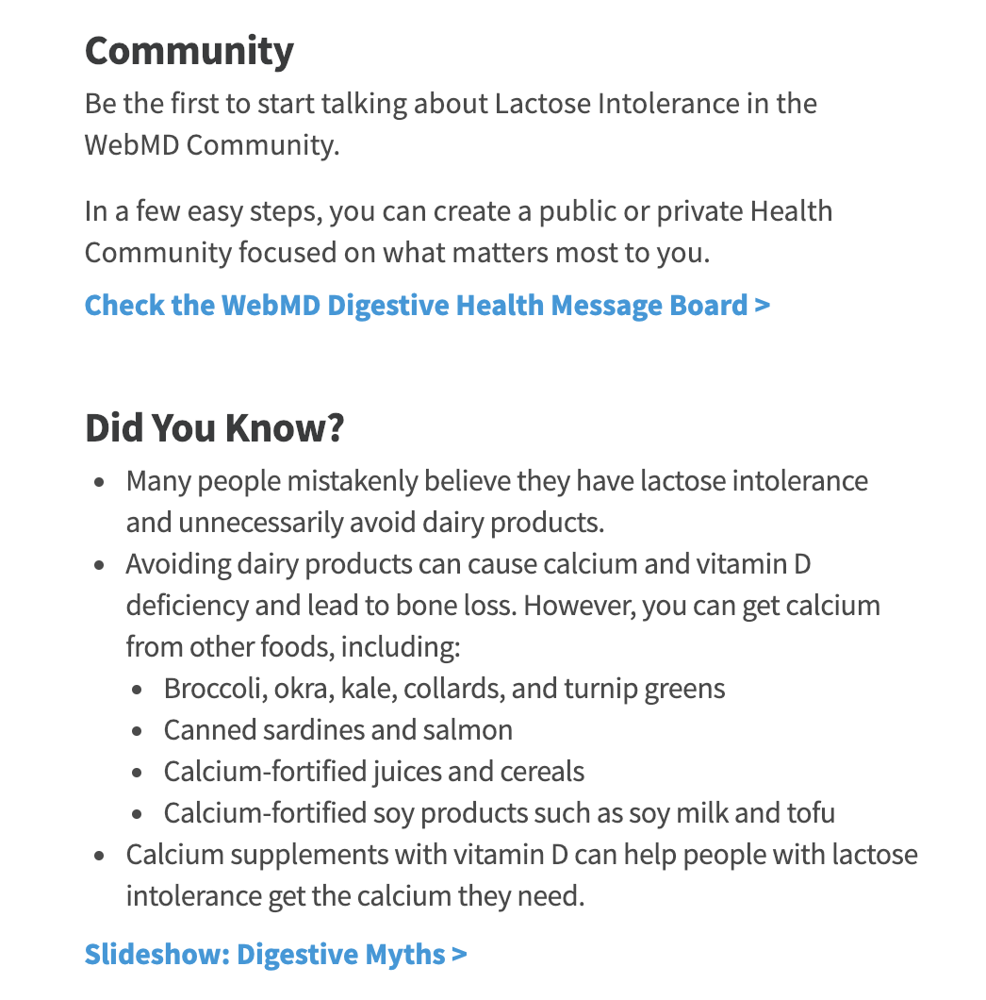 Community
Be the first to start talking about Lactose Intolerance in the
WebMD Community.
In a few easy steps, you can create a public or private Health
Community focused on what matters most to you.
Check the WebMD Digestive Health Message Board >
Did You Know?
• Many people mistakenly believe they have lactose intolerance
and unnecessarily avoid dairy products.
• Avoiding dairy products can cause calcium and vitamin D
deficiency and lead to bone loss. However, you can get calcium
from other foods, including:
• Broccoli, okra, kale, collards, and turnip greens
• Canned sardines and salmon
• Calcium-fortified juices and cereals
• Calcium-fortified soy products such as soy milk and tofu
• Calcium supplements with vitamin D can help people with lactose
intolerance get the calcium they need.
Slideshow: Digestive Myths >